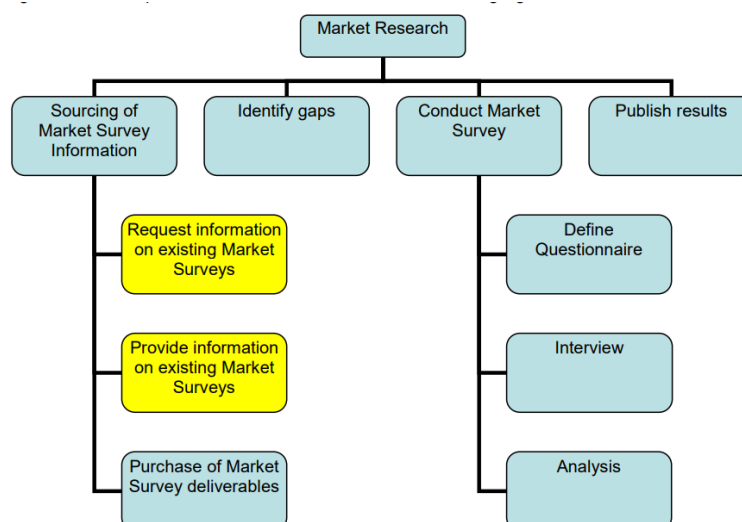 Market Research
Sourcing of
Market Survey
Information
Identify gaps
Conduct Market
Survey
Publish results
Request information
on existing Market
Surveys
Define
Questionnaire
Provide information
on existing Market
Surveys
Interview
Purchase of Market
Survey deliverables
Analysis